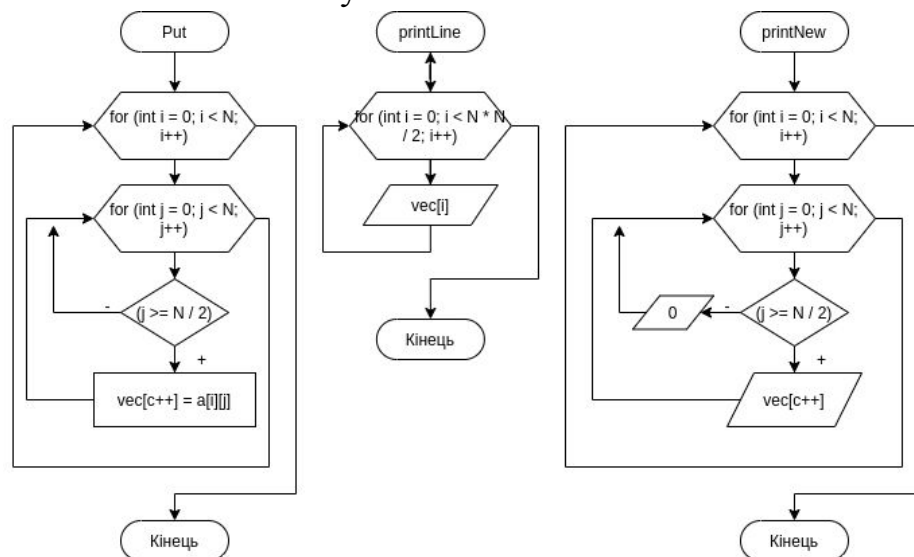 Put
for (int i = 0; i < N;
i++)
for (int j = 0; j < N;
j++)
-
(j >= N / 2)
+
vec[c++] = a[i][j]
Кінець
printLine
for (int i = 0; i < N * N
/ 2; i++)
vec[i]
Кінець
printNew
for (int i = 0; i < N;
i++)
for (int j = 0; j < N;
j++)
0
-
(j >= N / 2)
+
vec[c++]
Кінець